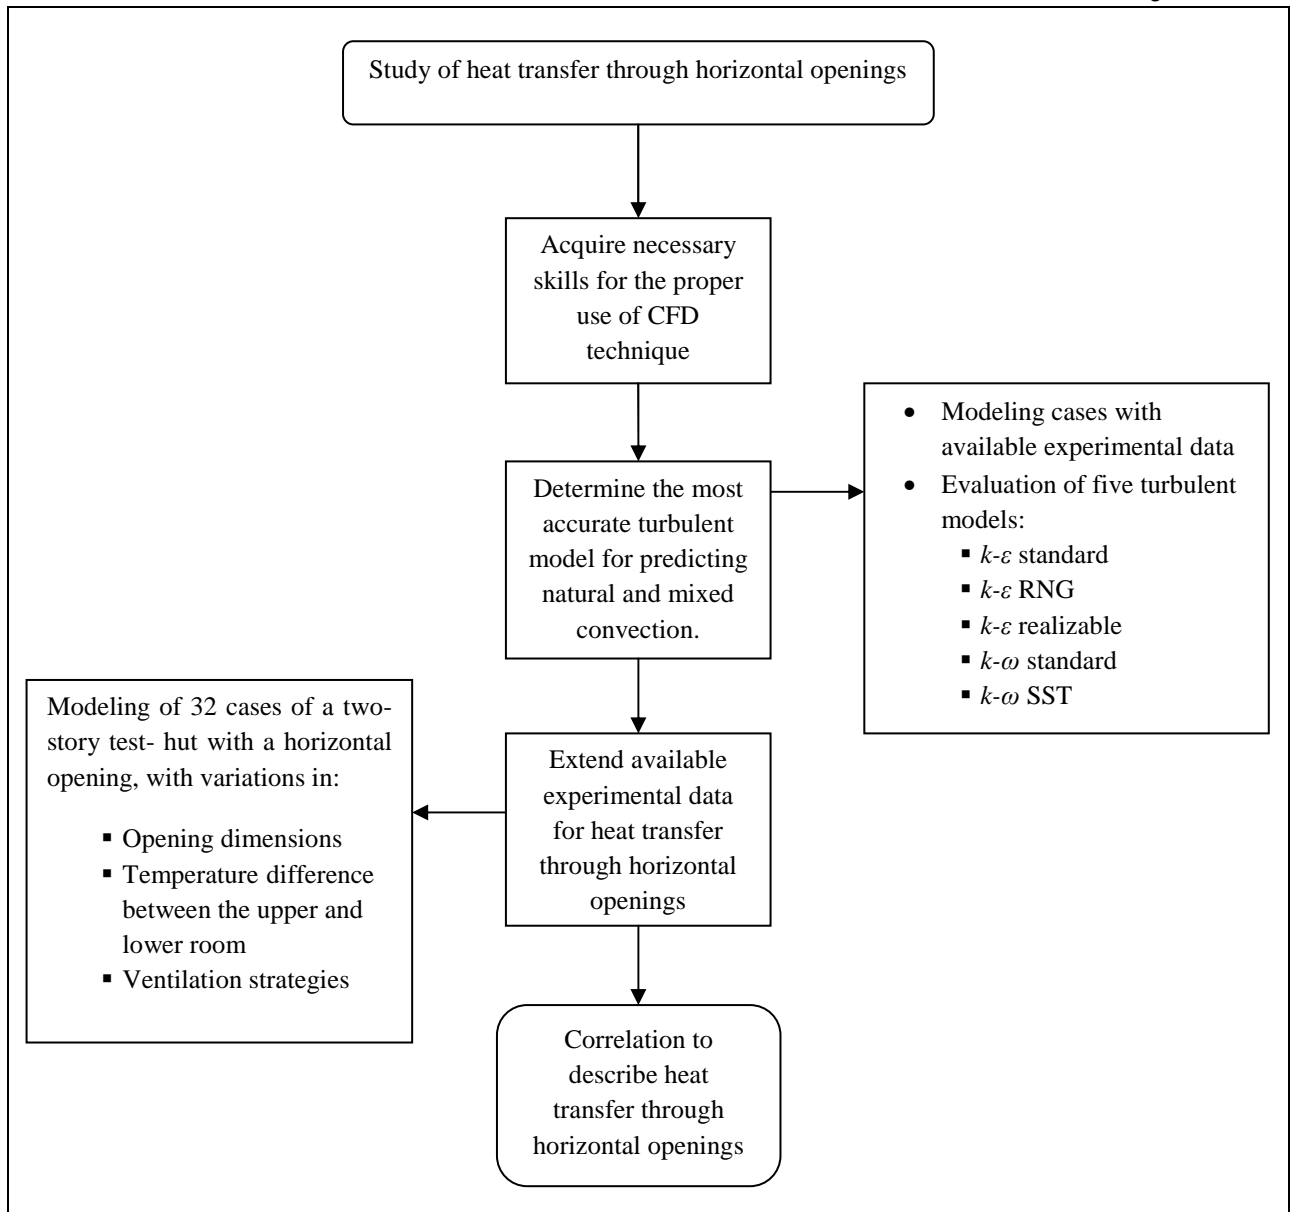 Study of heat transfer through horizontal openings
Acquire necessary
skills for the proper
use of CFD
technique
Determine the most
accurate turbulent
model for predicting
natural and mixed
convection.
• Modeling cases with
available experimental data
• Evaluation of five turbulent
models:
▪ k-ε standard
▪ k-ε RNG
▪ k-ε realizable
▪ k-ω standard
▪ k-ω SST
Extend available
experimental data
for heat transfer
through horizontal
openings
Modeling of 32 cases of a two-
story test- hut with a horizontal
opening, with variations in:
▪ Opening dimensions
▪ Temperature difference
between the upper and
lower room
▪ Ventilation strategies
Correlation to
describe heat
transfer through
horizontal openings